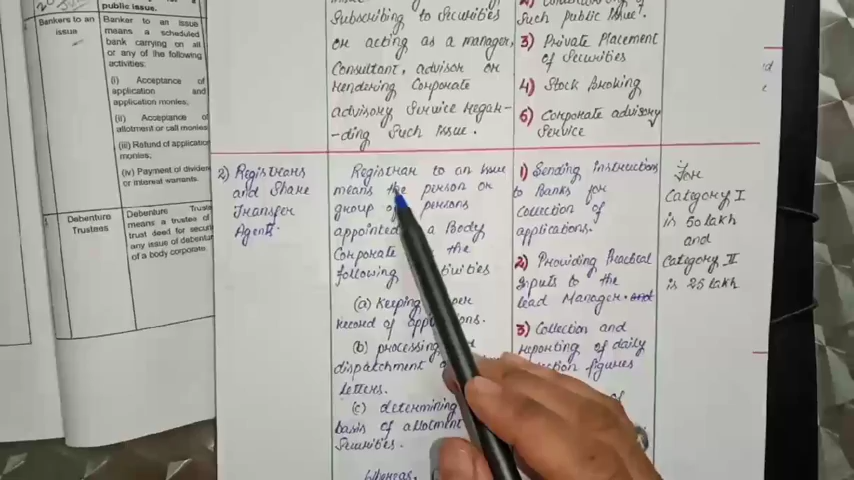 public issue.
Bankers to an issue
Banker to an issue
means a scheduled
bank carrying on all
or any of the following
activities:
(i) Acceptance of
application and
application monies;
(ii) Acceptance of
allotment or call monies
(iii) Refund of application
monies;
(iv) Payment of dividen
or interest warrants.
Debenture
Trustees
Debenture Trustee
means a trustee of
trust deed for securi
any issue of debentur
of a body corporate.
Subscribing to Securities
or acting as a manager,
Consultant, advisor or
rendering Corporate
advisory Service regar-
-ding Such Issue.
Such public Issue.
3) Private Placement
of Securities
4) Stock Broking
5) Corporate advisory
Service
2) Registrars
and Share
Transfer
Agent.
Registrar to an issue
means the person or
group of persons
appointed a Body
Corporate the
following
(a) Keeping
record of
(b) processing
dispatchment
letters.
(c) determining
basis of allotment
Securities.
Whereas,
1) Sending instructions
to Banks for
collection of
applications.
2) Providing Practical
Inputs to the
lead Manager.
3) Collection and
reporting of daily
figures
of
For
Category I
is 50 lakh
and
Category II
is 25 lakh